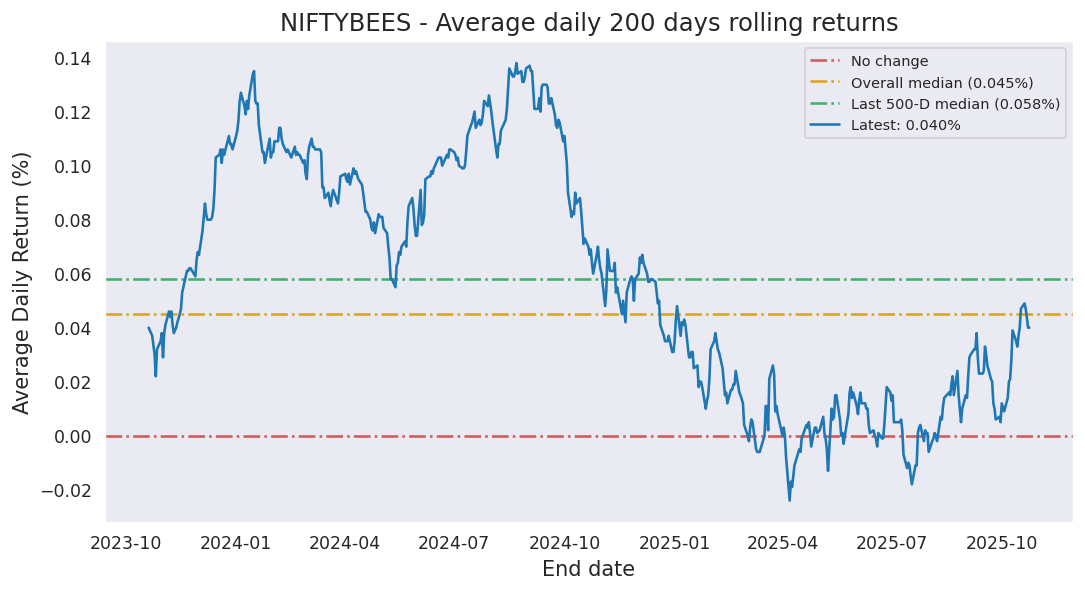 NIFTYBEES - Average daily 200 days rolling returns
No change
Overall median (0.045%)
Last 500-D median (0.058%)
Latest: 0.040%
Average Daily Return (%)
0.14
0.12
0.10
0.08
0.06
0.04
0.02
0.00
−0.02
2023-10 2024-01 2024-04 2024-07 2024-10 2025-01 2025-04 2025-07 2025-10
End date